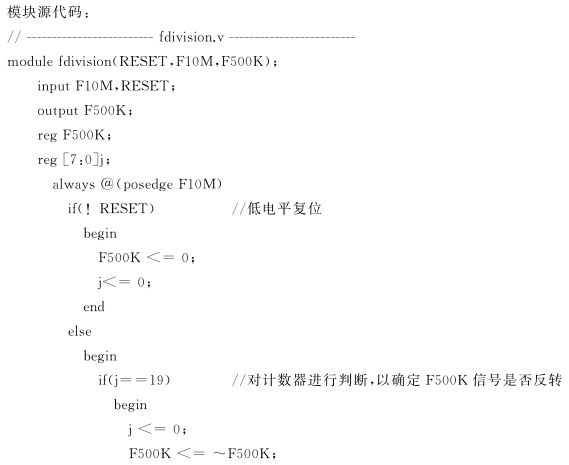 模块源代码：
// ------------------------- fdivision.v -------------------------
module fdivision(RESET,F10M,F500K);
input F10M,RESET;
output F500K;
reg F500K;
reg [7:0]j;
always @(posedge F10M)
if(! RESET) //低电平复位
begin
F500K <= 0;
j<= 0;
end
else
begin
if(j==19) //对计数器进行判断,以确定 F500K 信号是否反转
begin
j <= 0;
F500K <= ~F500K;